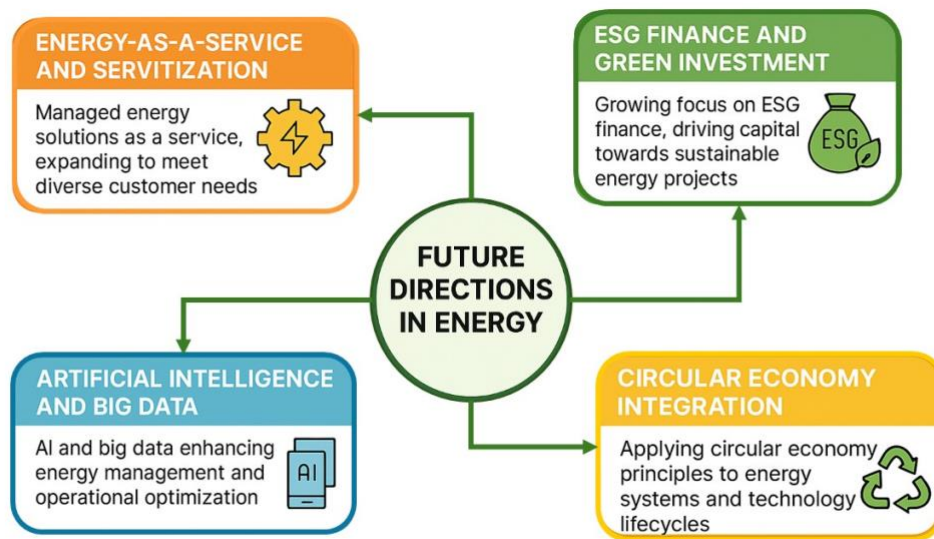 ENERGY-AS-A-SERVICE
AND SERVITIZATION
Managed energy
solutions as a service,
expanding to meet
diverse customer needs
ESG FINANCE AND
GREEN INVESTMENT
Growing focus on ESG
finance, driving capital
towards sustainable
energy projects
ESG
FUTURE
DIRECTIONS
IN ENERGY
ARTIFICIAL INTELLIGENCE
AND BIG DATA
AI and big data enhancing
energy management and
operational optimization
AI
CIRCULAR ECONOMY
INTEGRATION
Applying circular economy
principles to energy
systems and technology
lifecycles